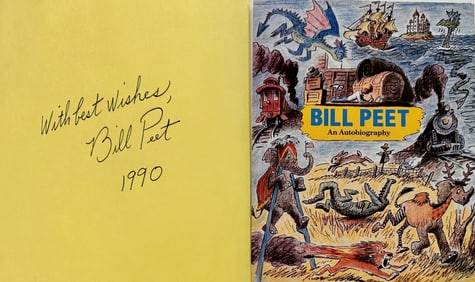 With best Wishes,
Bill Peet
1990
BILL PEET
An Autobiography